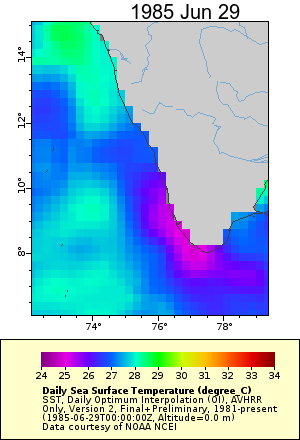 1985 Jun 29
14°
12°
10°
8°
74°
76°
78°
24 25 26 27 28 29 30 31 32 33 34
Daily Sea Surface Temperature (degree_C)
SST, Daily Optimum Interpolation (OI), AVHRR
Only, Version 2, Final+Preliminary, 1981-present
(1985-06-29T00:00:00Z, Altitude=0.0 m)
Data courtesy of NOAA NCEI